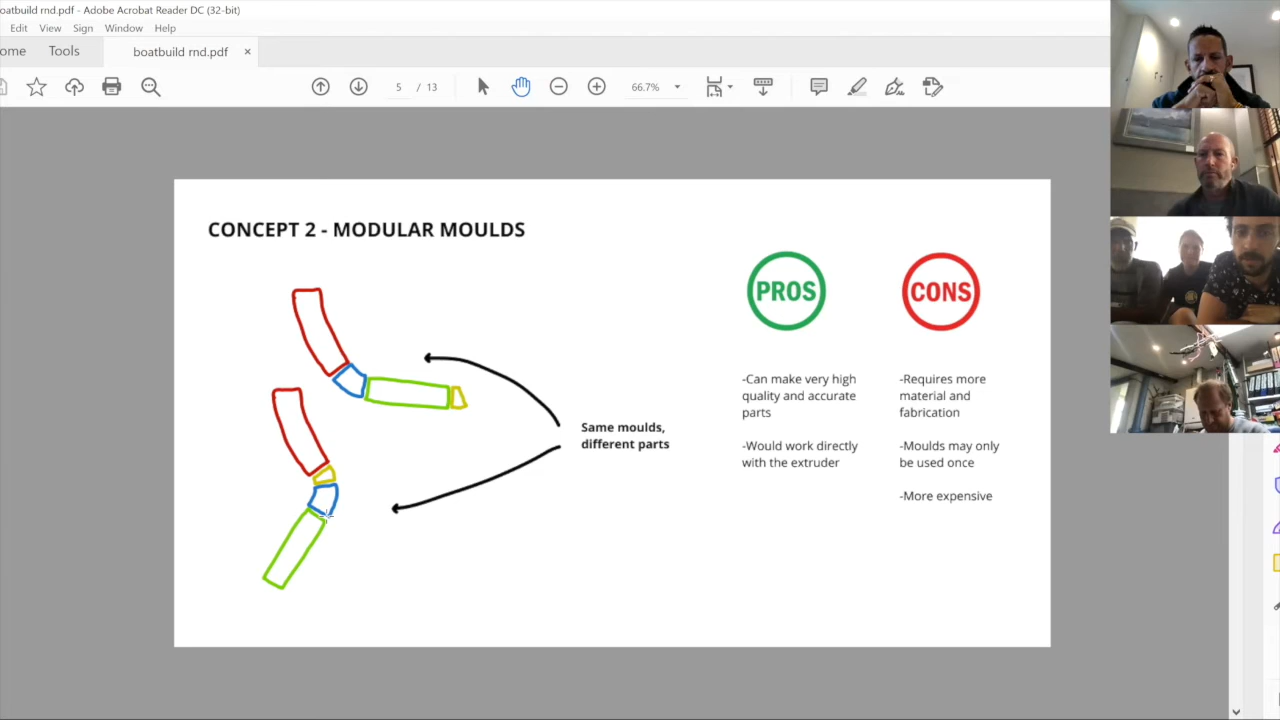 oatbuild rnd.pdf - Adobe Acrobat Reader DC (32-bit)
Edit View Sign Window Help
ome Tools boatbuild rnd.pdf ×
5 / 13 66.7%
CONCEPT 2 - MODULAR MOULDS
PROS
CONS
-Can make very high
quality and accurate
parts
-Would work directly
with the extruder
-Requires more
material and
fabrication
-Moulds may only
be used once
-More expensive
Same moulds,
different parts